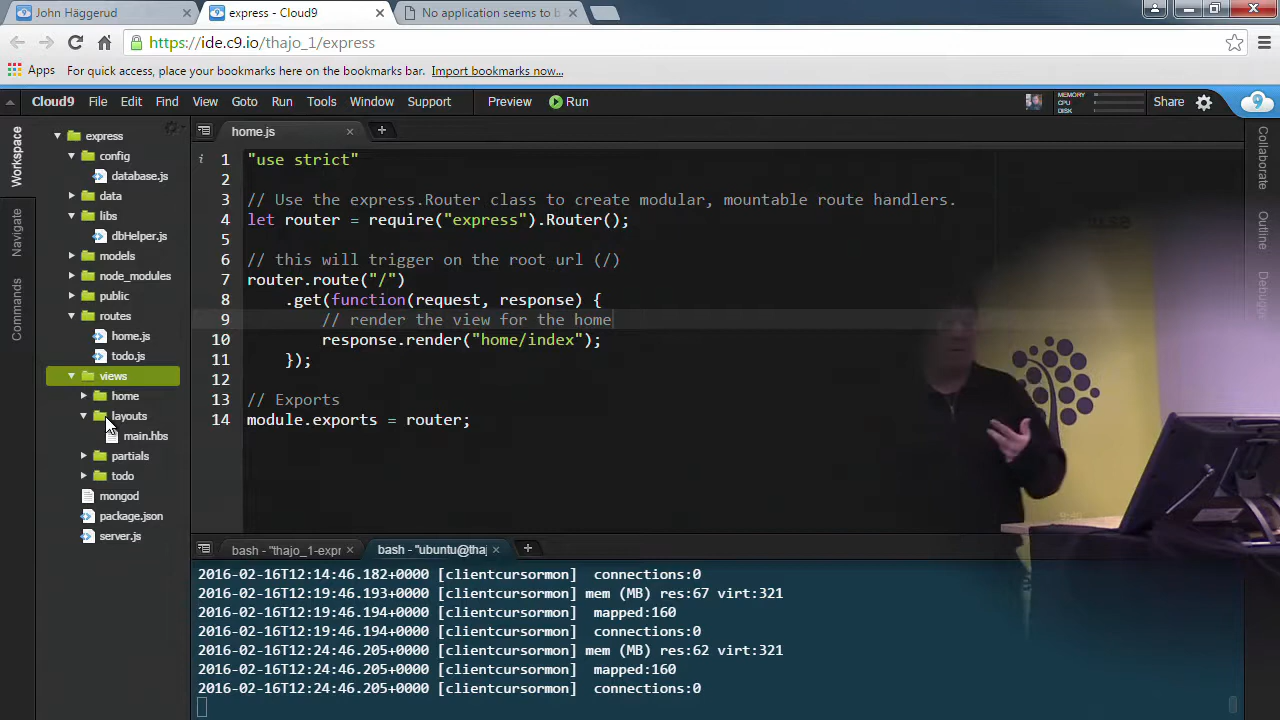 John Häggerud
express - Cloud9
No application seems to b
https://ide.c9.io/thajo_1/express
Apps For quick access, place your bookmarks here on the bookmarks bar. Import bookmarks now...
Cloud9 File Edit Find View Goto Run Tools Window Support Preview Run
MEMORY
CPU
DISK
Share
Workspace
Navigate
Commands
express
config
database.js
data
libs
dbHelper.js
models
node_modules
public
routes
home.js
todo.js
views
home
layouts
main.hbs
partials
todo
mongod
package.json
server.js
home.js
1 "use strict"
2
3 // Use the express.Router class to create modular, mountable route handlers.
4 let router = require("express").Router();
5
6 // this will trigger on the root url (/)
7 router.route("/")
8 .get(function(request, response) {
9 // render the view for the home
10 response.render("home/index");
11 });
12
13 // Exports
14 module.exports = router;
Collaborate
Outline
bash - "thajo_1-expr
bash - "ubuntu@thaj
2016-02-16T12:14:46.182+0000 [clientcursormon] connections:0
2016-02-16T12:19:46.193+0000 [clientcursormon] mem (MB) res:67 virt:321
2016-02-16T12:19:46.194+0000 [clientcursormon] mapped:160
2016-02-16T12:19:46.194+0000 [clientcursormon] connections:0
2016-02-16T12:24:46.205+0000 [clientcursormon] mem (MB) res:62 virt:321
2016-02-16T12:24:46.205+0000 [clientcursormon] mapped:160
2016-02-16T12:24:46.205+0000 [clientcursormon] connections:0